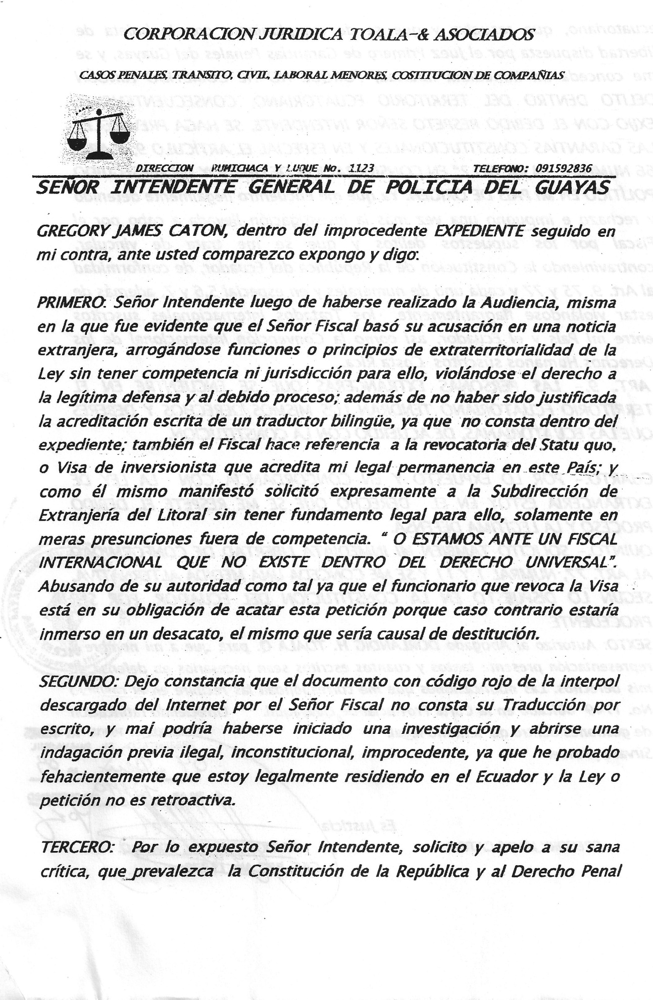 CORPORACION JURIDICA TOALA-& ASOCIADOS
CASOS PENALES, TRANSITO, CIVIL, LABORAL MENORES, COSTITUCION DE COMPAÑIAS
DIRECCION RUMICHACA Y LUQUE No. 1123 TELEFONO: 091592836
SEÑOR INTENDENTE GENERAL DE POLICIA DEL GUAYAS
GREGORY JAMES CATON, dentro del improcedente EXPEDIENTE seguido en
mi contra, ante usted comparezco expongo y digo:
PRIMERO: Señor Intendente luego de haberse realizado la Audiencia, misma
en la que fue evidente que el Señor Fiscal basó su acusación en una noticia
extranjera, arrogándose funciones o principios de extraterritorialidad de la
Ley sin tener competencia ni jurisdicción para ello, violándose el derecho a
la legítima defensa y al debido proceso; además de no haber sido justificada
la acreditación escrita de un traductor bilingüe, ya que no consta dentro del
expediente; también el Fiscal hace referencia a la revocatoria del Statu quo,
o Visa de inversionista que acredita mi legal permanencia en este País; y
como él mismo manifestó solicitó expresamente a la Subdirección de
Extranjería del Litoral sin tener fundamento legal para ello, solamente en
meras presunciones fuera de competencia. “ O ESTAMOS ANTE UN FISCAL
INTERNACIONAL QUE NO EXISTE DENTRO DEL DERECHO UNIVERSAL”.
Abusando de su autoridad como tal ya que el funcionario que revoca la Visa
está en su obligación de acatar esta petición porque caso contrario estaría
inmerso en un desacato, el mismo que sería causal de destitución.
SEGUNDO: Dejo constancia que el documento con código rojo de la interpol
descargado del Internet por el Señor Fiscal no consta su Traducción por
escrito, y mal podría haberse iniciado una investigación y abrirse una
indagación previa ilegal, inconstitucional, improcedente, ya que he probado
fehacientemente que estoy legalmente residiendo en el Ecuador y la Ley o
petición no es retroactiva.
TERCERO: Por lo expuesto Señor Intendente, solicito y apelo a su sana
crítica, que prevalezca la Constitución de la República y al Derecho Penal